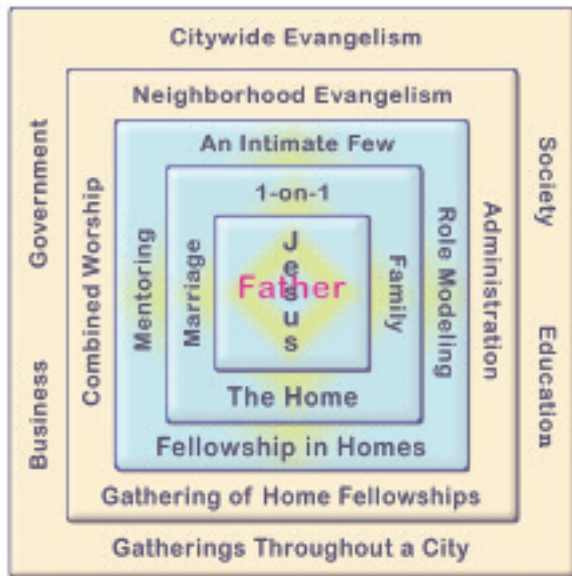 Citywide Evangelism
Neighborhood Evangelism
An Intimate Few
1-on-1
Government
Business
Combined Worship
Mentoring
Marriage
Jesus
Father
Family
Role Modeling
Administration
Society
Education
The Home
Fellowship in Homes
Gathering of Home Fellowships
Gatherings Throughout a City